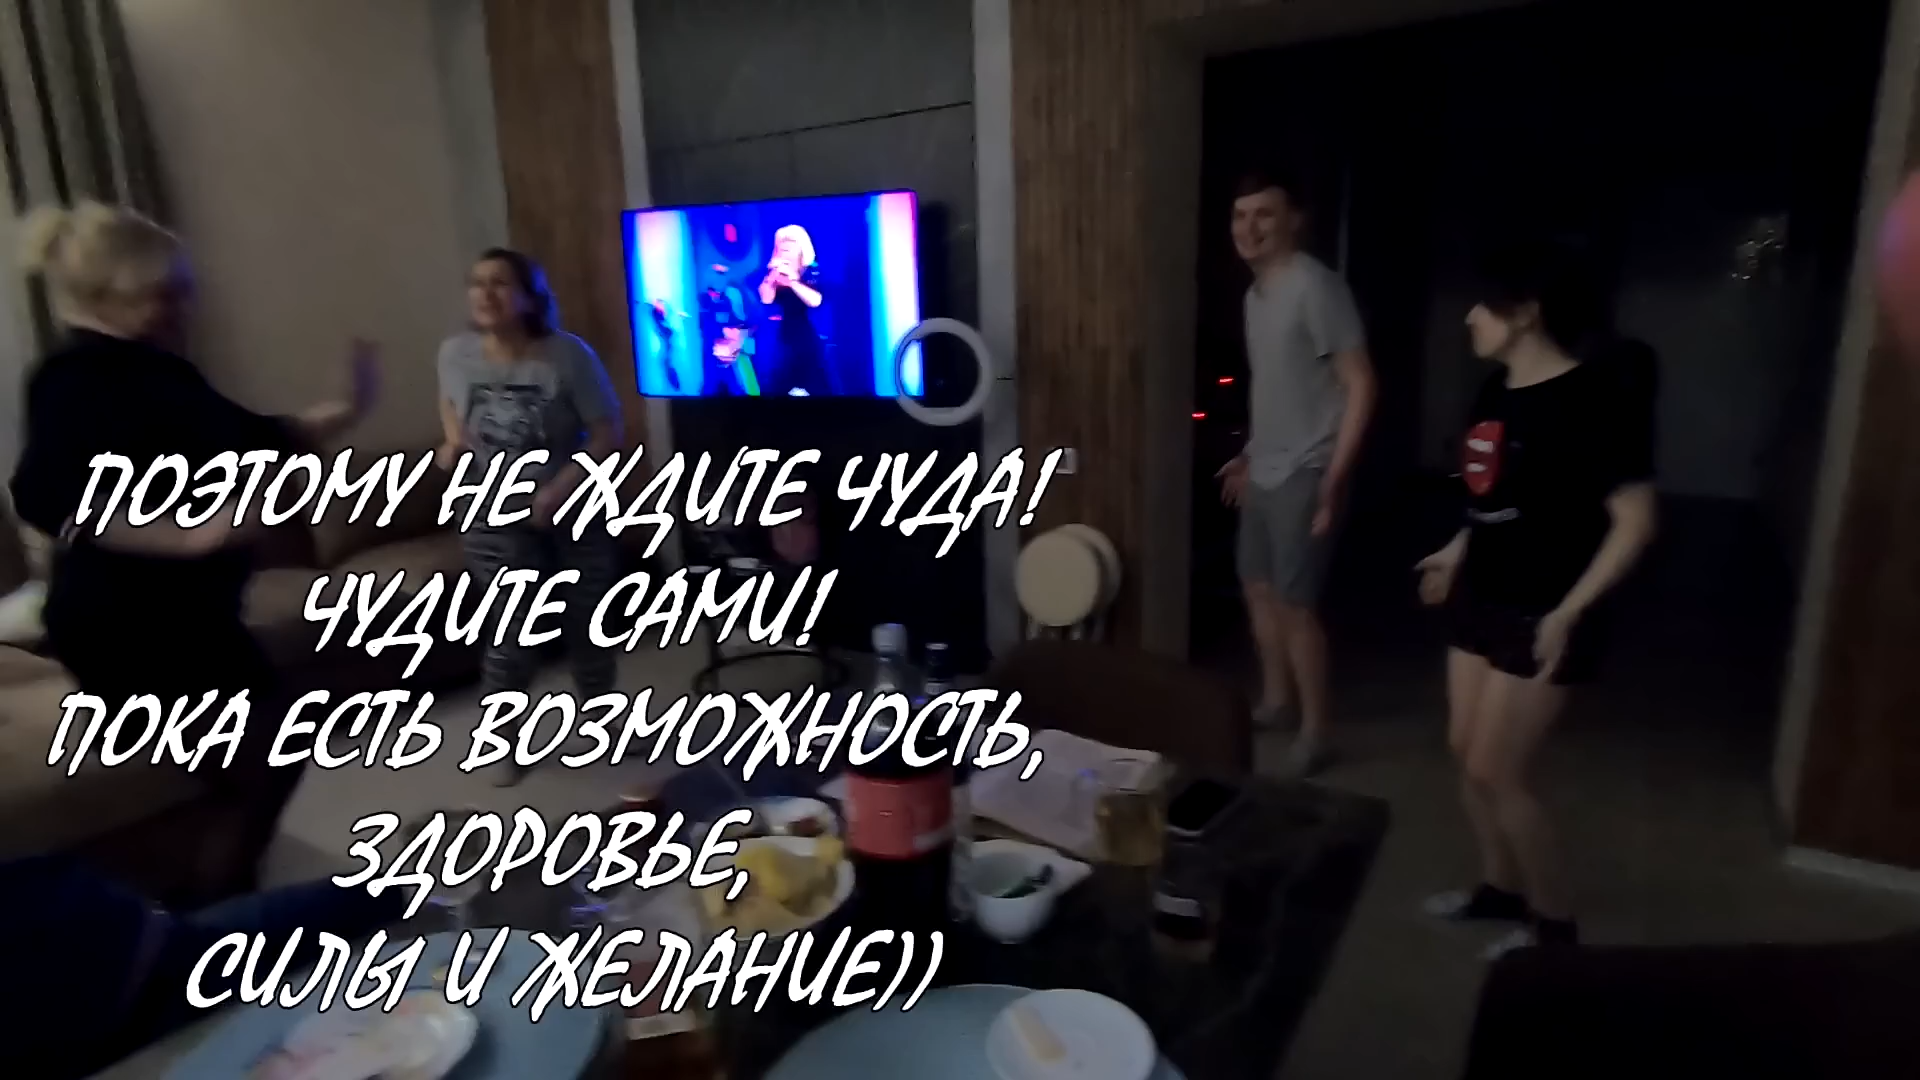 ПОЭТОМУ НЕ ЖДИТЕ ЧУДА!
ЧУДИТЕ САМИ!
ПОКА ЕСТЬ ВОЗМОЖНОСТЬ,
ЗДОРОВЬЕ,
СИЛЫ И ЖЕЛАНИЕ))